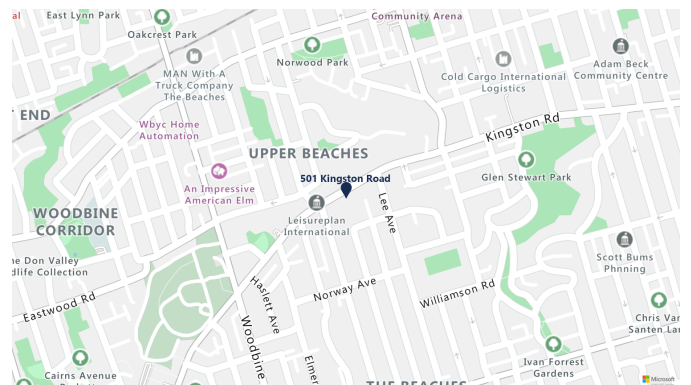 East Lynn Park
Community Arena
Oakcrest Park
Norwood Park
Adam Beck
Community Centre
MAN With A
Truck Company
The Beaches
Cold Cargo International
Logistics
END
Wbyc Home
Automation
Kingston Rd
UPPER BEACHES
501 Kingston Road
Glen Stewart Park
An Impressive
American Elm
Lee Ave
WOODBINE
CORRIDOR
Leisureplan
International
Scott Bums
Phnning
he Don Valley
dlife Collection
Haslett Ave
Norway Ave
Williamson Rd
Eastwood Rd
Chris Van
Santen Lan
Woodbine
Elmer
Ivan Forrest
Gardens
Cairns Avenue
THE BEACHES
Microsoft